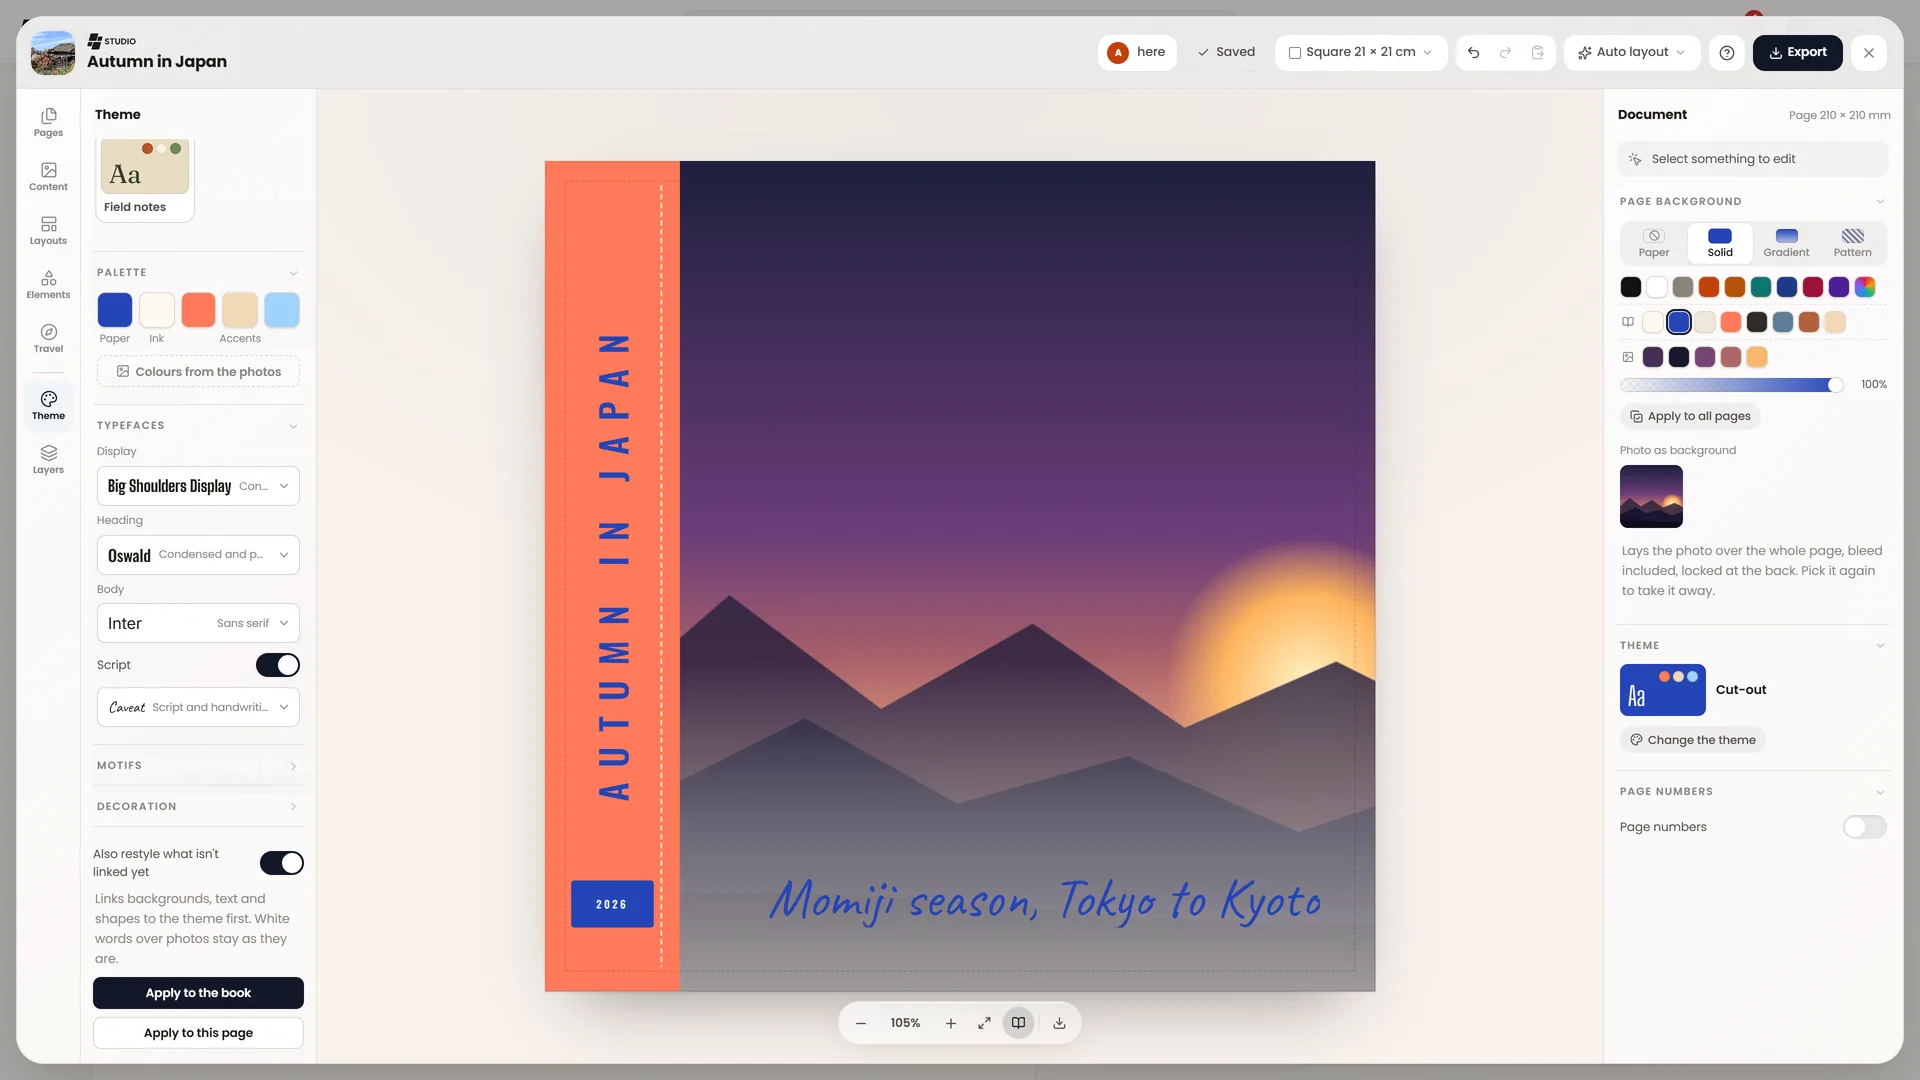 STUDIO
Autumn in Japan
A here
Saved
Square 21 × 21 cm
Auto layout
Export
Pages
Content
Layouts
Elements
Travel
Theme
Layers
Theme
Aa
Field notes
PALETTE
Paper Ink Accents
Colours from the photos
TYPEFACES
Display
Big Shoulders Display Con...
Heading
Oswald Condensed and p...
Body
Inter Sans serif
Script
Caveat Script and handwriti...
MOTIFS
DECORATION
Also restyle what isn't
linked yet
Links backgrounds, text and
shapes to the theme first. White
words over photos stay as they
are.
Apply to the book
Apply to this page
AUTUMN IN JAPAN
2026
Momiji season, Tokyo to Kyoto
105%
Document Page 210 × 210 mm
Select something to edit
PAGE BACKGROUND
Paper Solid Gradient Pattern
100%
Apply to all pages
Photo as background
Lays the photo over the whole page, bleed
included, locked at the back. Pick it again
to take it away.
THEME
Aa Cut-out
Change the theme
PAGE NUMBERS
Page numbers